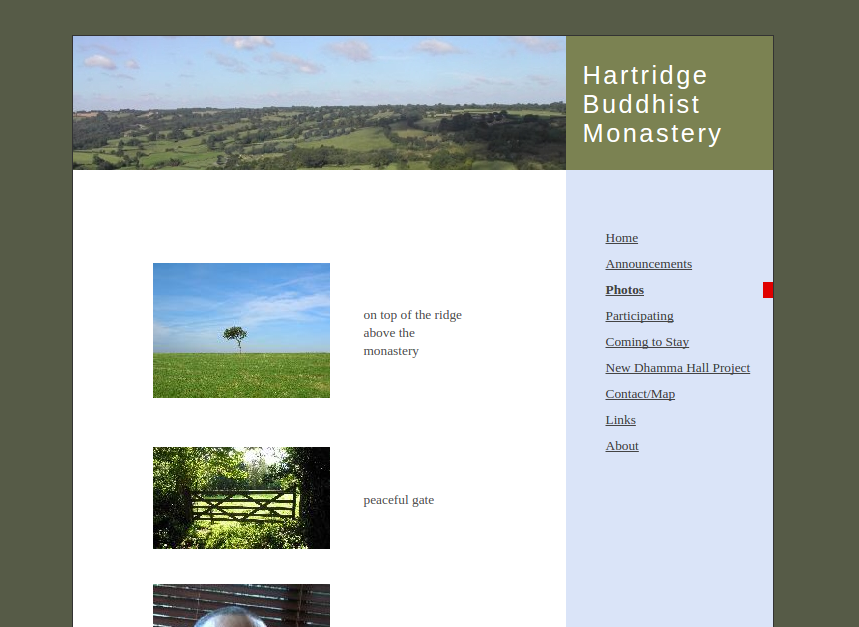 Hartridge
Buddhist
Monastery
Home
Announcements
Photos
Participating
Coming to Stay
New Dhamma Hall Project
Contact/Map
Links
About
on top of the ridge
above the
monastery
peaceful gate